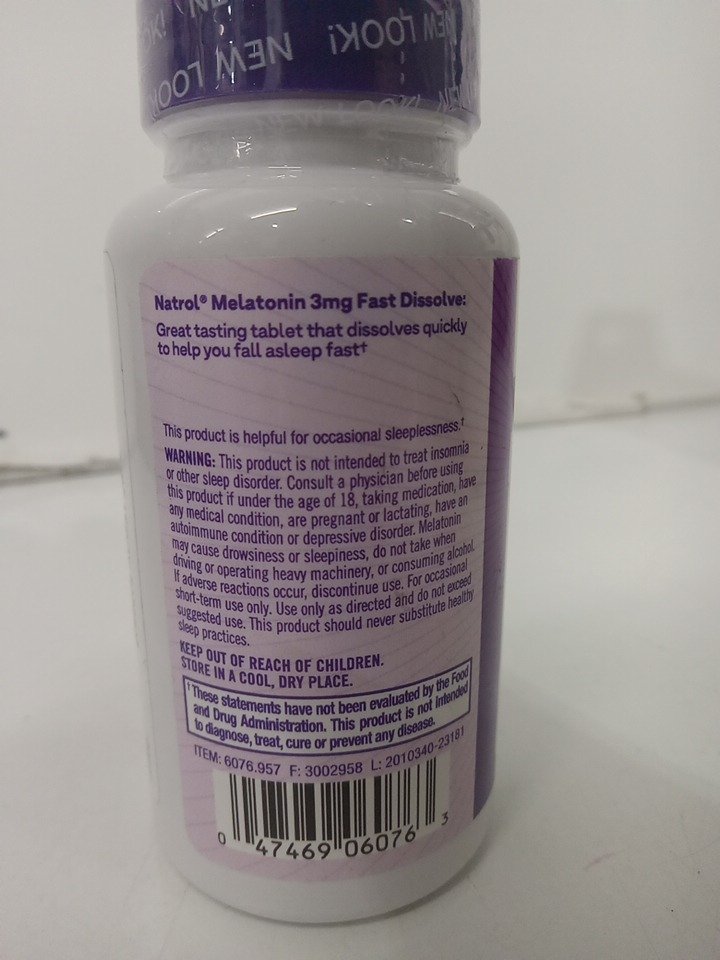 NEW LOOK!
NEW LOOK!
Natrol® Melatonin 3mg Fast Dissolve:
Great tasting tablet that dissolves quickly
to help you fall asleep fast†
This product is helpful for occasional sleeplessness.†
WARNING: This product is not intended to treat insomnia
or other sleep disorder. Consult a physician before using
this product if under the age of 18, taking medication, have
any medical condition, are pregnant or lactating, have an
autoimmune condition or depressive disorder. Melatonin
may cause drowsiness or sleepiness, do not take when
driving or operating heavy machinery, or consuming alcohol.
If adverse reactions occur, discontinue use. For occasional
short-term use only. Use only as directed and do not exceed
suggested use. This product should never substitute healthy
sleep practices.
KEEP OUT OF REACH OF CHILDREN.
STORE IN A COOL, DRY PLACE.
†These statements have not been evaluated by the Food
and Drug Administration. This product is not intended
to diagnose, treat, cure or prevent any disease.
ITEM: 6076.957 F: 3002958 L: 2010340-23181
0 47469 06076 3